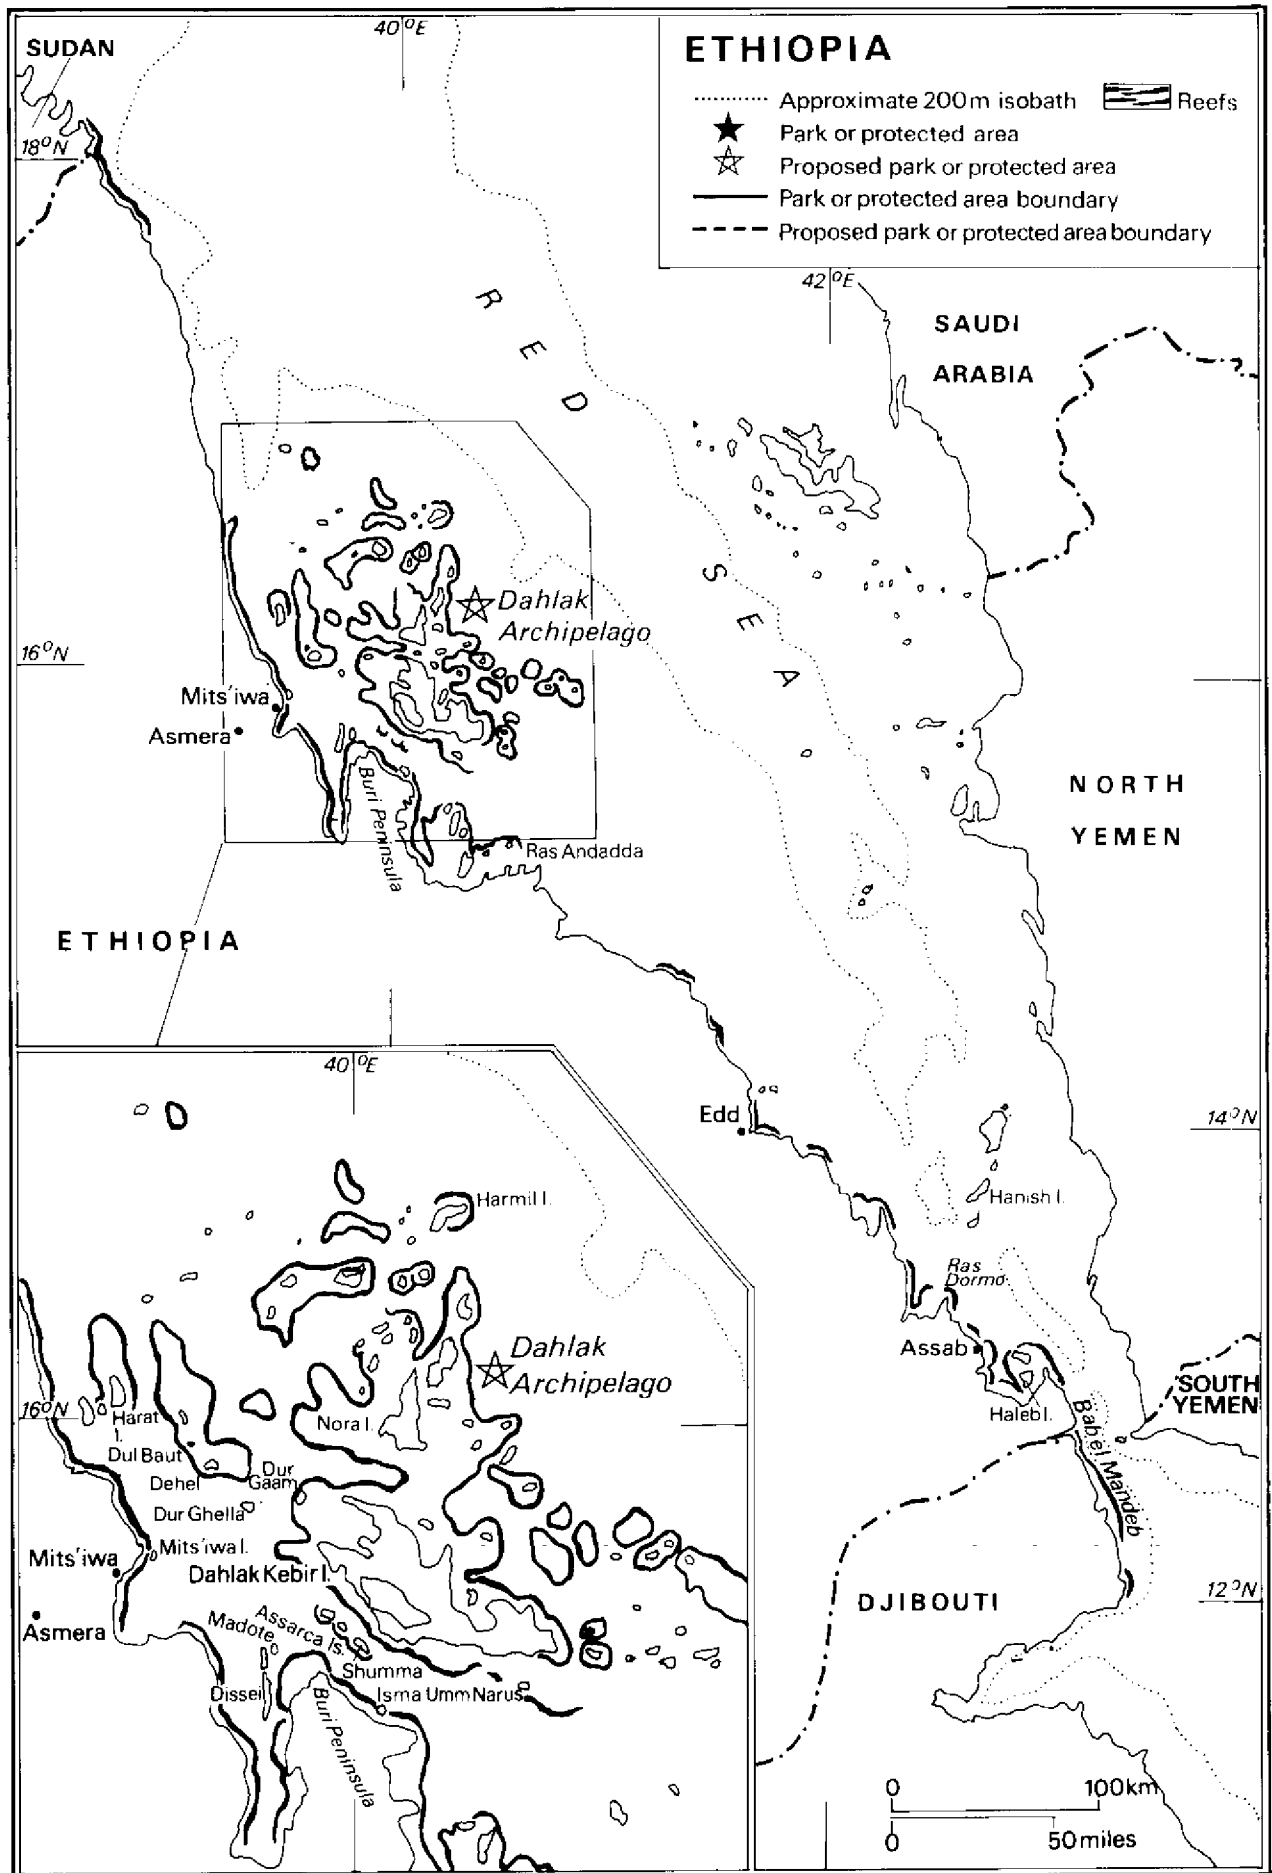 40°E
SUDAN
ETHIOPIA
Approximate 200m isobath
Reefs
Park or protected area
Proposed park or protected area
Park or protected area boundary
Proposed park or protected area boundary
18°N
42°E
RED SEA
SAUDI
ARABIA
Dahlak
Archipelago
16°N
Mits'iwa
Asmera
Buri Peninsula
Ras Andadda
NORTH
YEMEN
ETHIOPIA
40°E
Edd
14°N
Harmil I.
Hanish I.
Ras
Dormo
Dahlak
Archipelago
Assab
SOUTH
YEMEN
16°N
Harat
I.
Nora I.
Haleb I.
Bab el Mandeb
Dul Baut
Dehel
Dur
Gaam
Dur Ghella
Mits'iwa I.
Mits'iwa
Dahlak Kebir I.
12°N
DJIBOUTI
Asmera
Assarca Is.
Madote
Shumma
Dissei
Isma Umm Narus
Buri Peninsula
0 100km
0 50miles